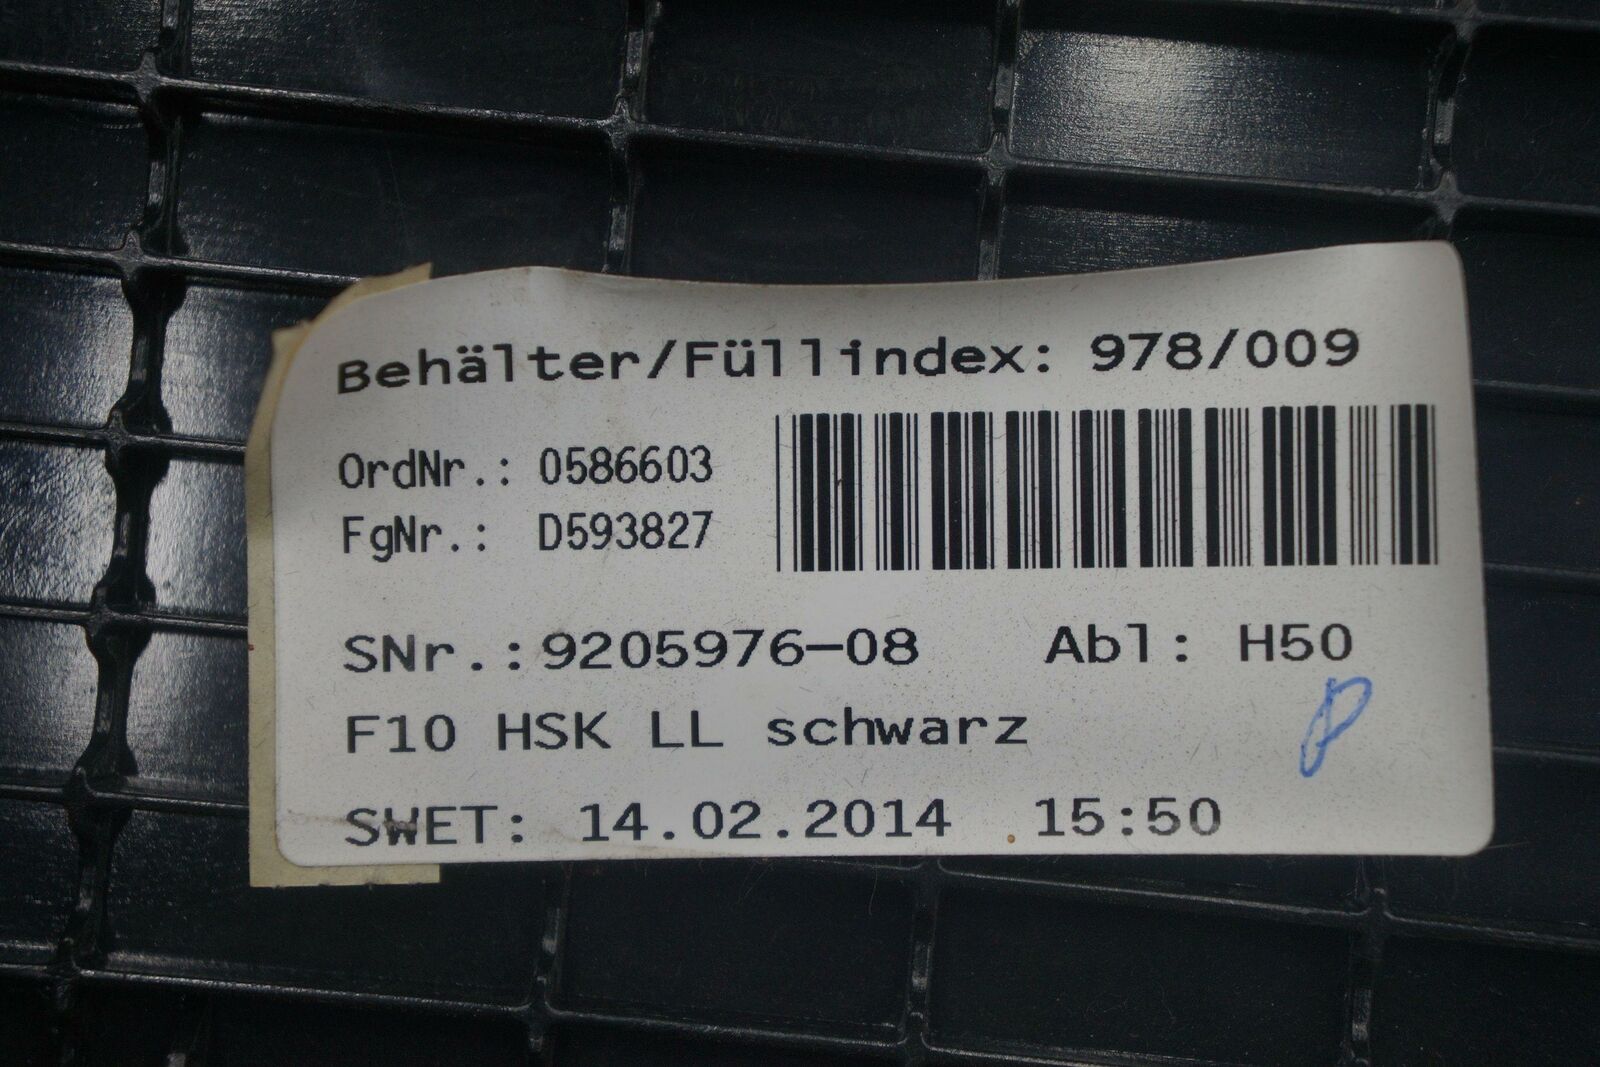 Behälter/Füllindex: 978/009
OrdNr.: 0586603
FgNr.: D593827
SNr.:9205976-08 Abl: H50
F10 HSK LL schwarz
SWET: 14.02.2014 15:50